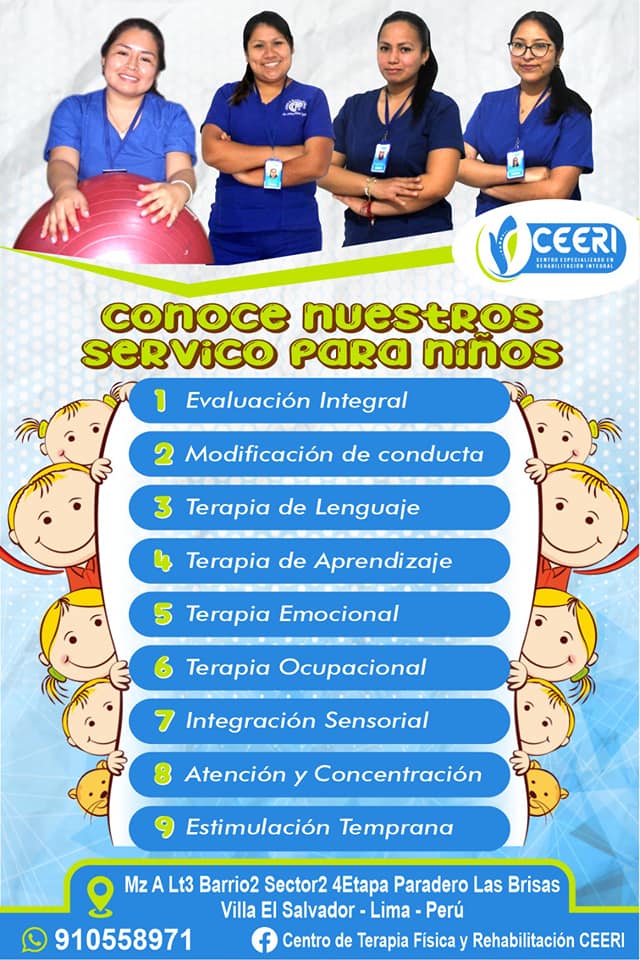 CEERI
CENTRO ESPECIALIZADO EN
REHABILITACIÓN INTEGRAL
CONOCE NUESTROS
SERVICO PARA NIÑOS
1 Evaluación Integral
2 Modificación de conducta
3 Terapia de Lenguaje
4 Terapia de Aprendizaje
5 Terapia Emocional
6 Terapia Ocupacional
7 Integración Sensorial
8 Atención y Concentración
9 Estimulación Temprana
Mz A Lt3 Barrio2 Sector2 4Etapa Paradero Las Brisas
Villa El Salvador - Lima - Perú
910558971
Centro de Terapia Física y Rehabilitación CEERI